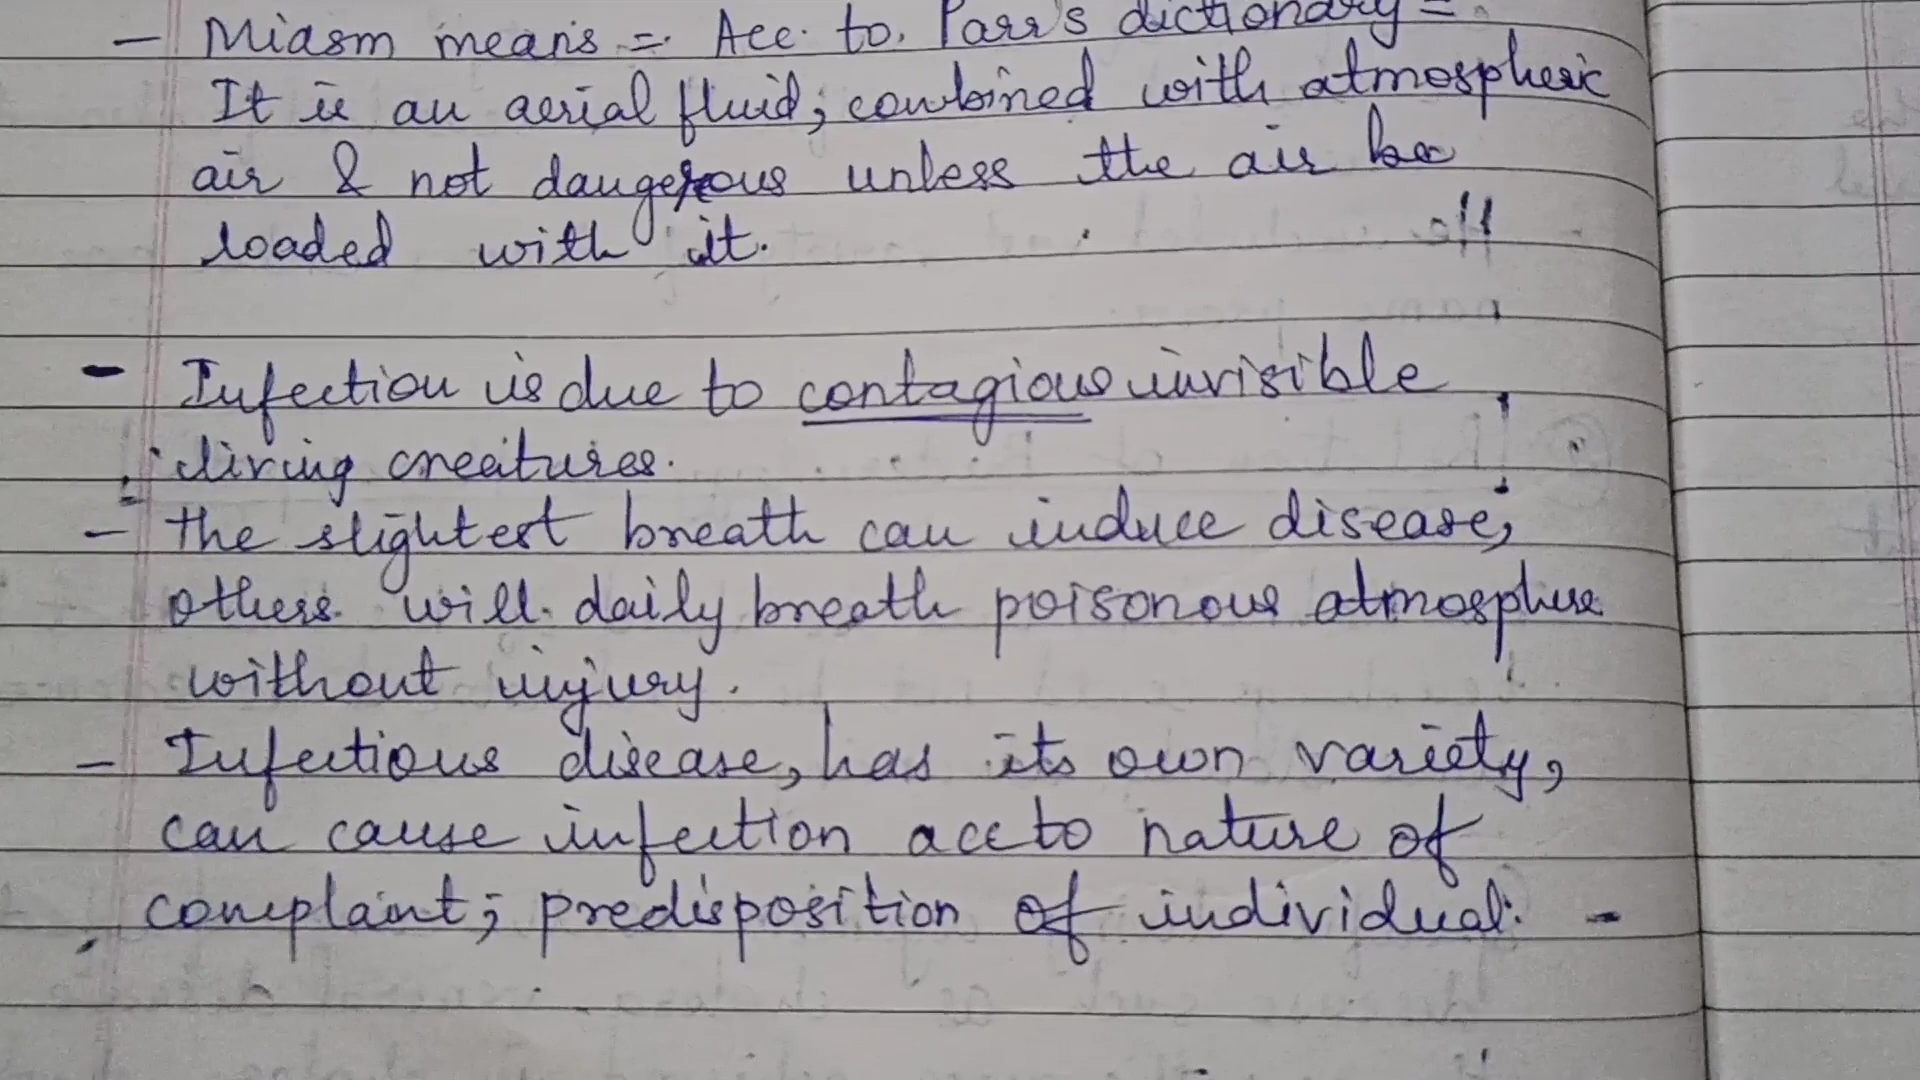 - Miasm means = Acc. to. Parr's dictionary =
It is an aerial fluid; combined with atmospheric
air & not dangerous unless the air be
loaded with it.
- Infection is due to contagious invisible
living creatures.
- the slightest breath can induce disease,
others will daily breath poisonous atmosphere
without injury.
- Infectious disease, has its own variety,
can cause infection acc to nature of
complaint; predisposition of individual. -